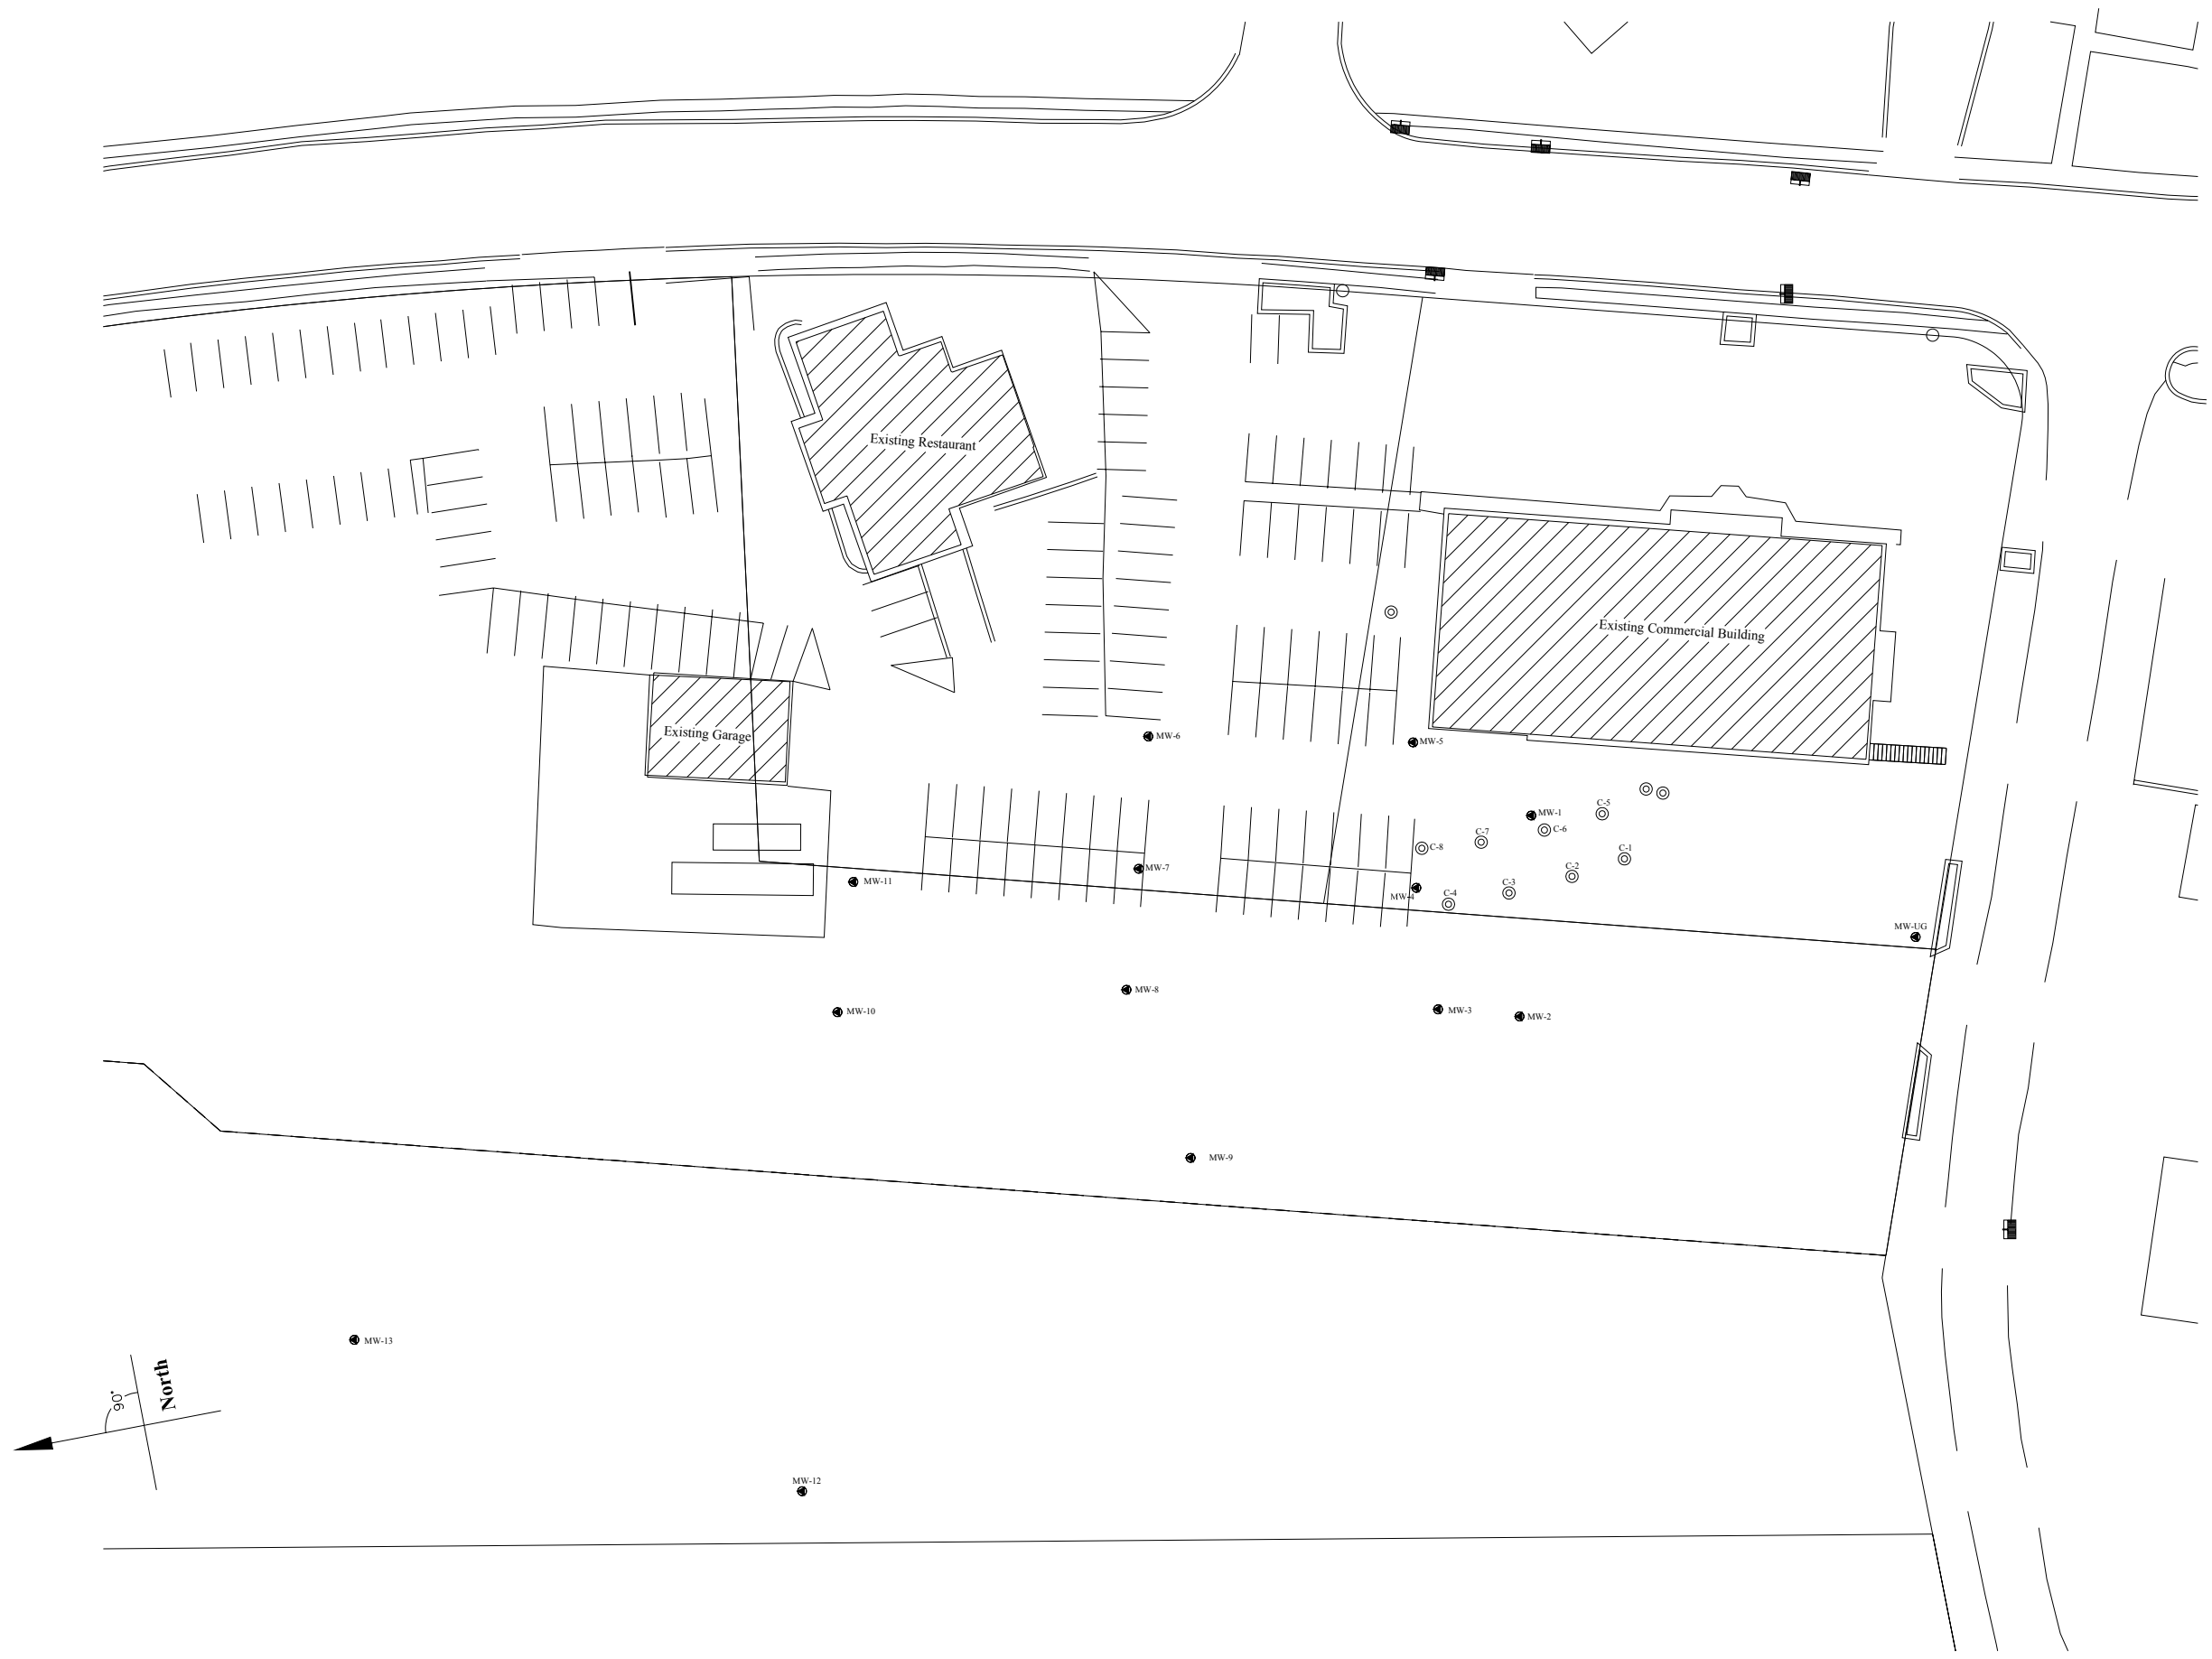 Existing Restaurant
Existing Commercial Building
Existing Garage
MW-6
MW-5
C-5
MW-1
C-6
C-7
C-8
C-1
MW-7
C-2
MW-11
C-3
C-4
MW-4
MW-UG
MW-8
MW-10
MW-3
MW-2
MW-9
MW-13
North
90°
MW-12